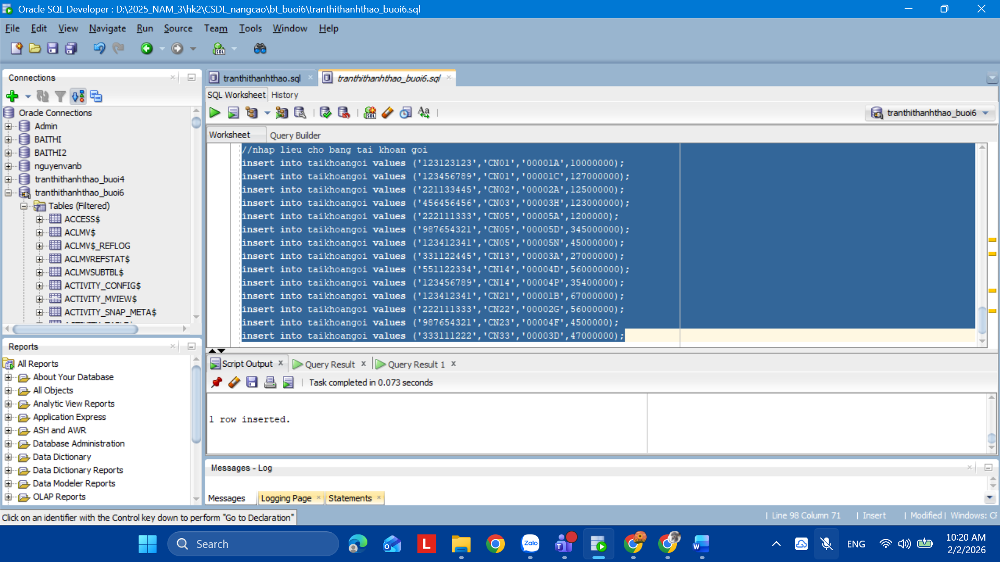 Oracle SQL Developer : D:\2025_NAM_3\hk2\CSDL_nangcao\bt_buoi6\tranthithanhthao_buoi6.sql
File Edit View Navigate Run Source Team Tools Window Help
Connections
Oracle Connections
Admin
BAITHI
BAITHI2
nguyenvanb
tranthithanhthao_buoi4
tranthithanhthao_buoi6
Tables (Filtered)
ACCESS$
ACLMV$
ACLMV$_REFLOG
ACLMVREFSTAT$
ACLMVSUBTBL$
ACTIVITY_CONFIG$
ACTIVITY_MVIEW$
ACTIVITY_SNAP_META$
Reports
All Reports
About Your Database
All Objects
Analytic View Reports
Application Express
ASH and AWR
Database Administration
Data Dictionary
Data Dictionary Reports
Data Modeler Reports
OLAP Reports
tranthithanhthao.sql tranthithanhthao_buoi6.sql
SQL Worksheet History
tranthithanhthao_buoi6
Worksheet Query Builder
//nhap lieu cho bang tai khoan goi
insert into taikhoangoi values ('123123123','CN01','00001A',10000000);
insert into taikhoangoi values ('123456789','CN01','00001C',127000000);
insert into taikhoangoi values ('221133445','CN02','00002A',12500000);
insert into taikhoangoi values ('456456456','CN03','00003H',123000000);
insert into taikhoangoi values ('222111333','CN05','00005A',1200000);
insert into taikhoangoi values ('987654321','CN05','00005D',345000000);
insert into taikhoangoi values ('123412341','CN05','00005N',45000000);
insert into taikhoangoi values ('331122445','CN13','00003A',27000000);
insert into taikhoangoi values ('551122334','CN14','00004D',560000000);
insert into taikhoangoi values ('123456789','CN14','00004P',35400000);
insert into taikhoangoi values ('123412341','CN21','00001B',67000000);
insert into taikhoangoi values ('222111333','CN22','00002G',56000000);
insert into taikhoangoi values ('987654321','CN23','00004F',4500000);
insert into taikhoangoi values ('333111222','CN33','00003D',47000000);
Script Output Query Result Query Result 1
Task completed in 0.073 seconds
1 row inserted.
Messages - Log
Messages Logging Page Statements
Click on an identifier with the Control key down to perform "Go to Declaration"
Line 98 Column 71 Insert Modified Windows:
Search
L
Zalo
ENG
10:20 AM
2/2/2026